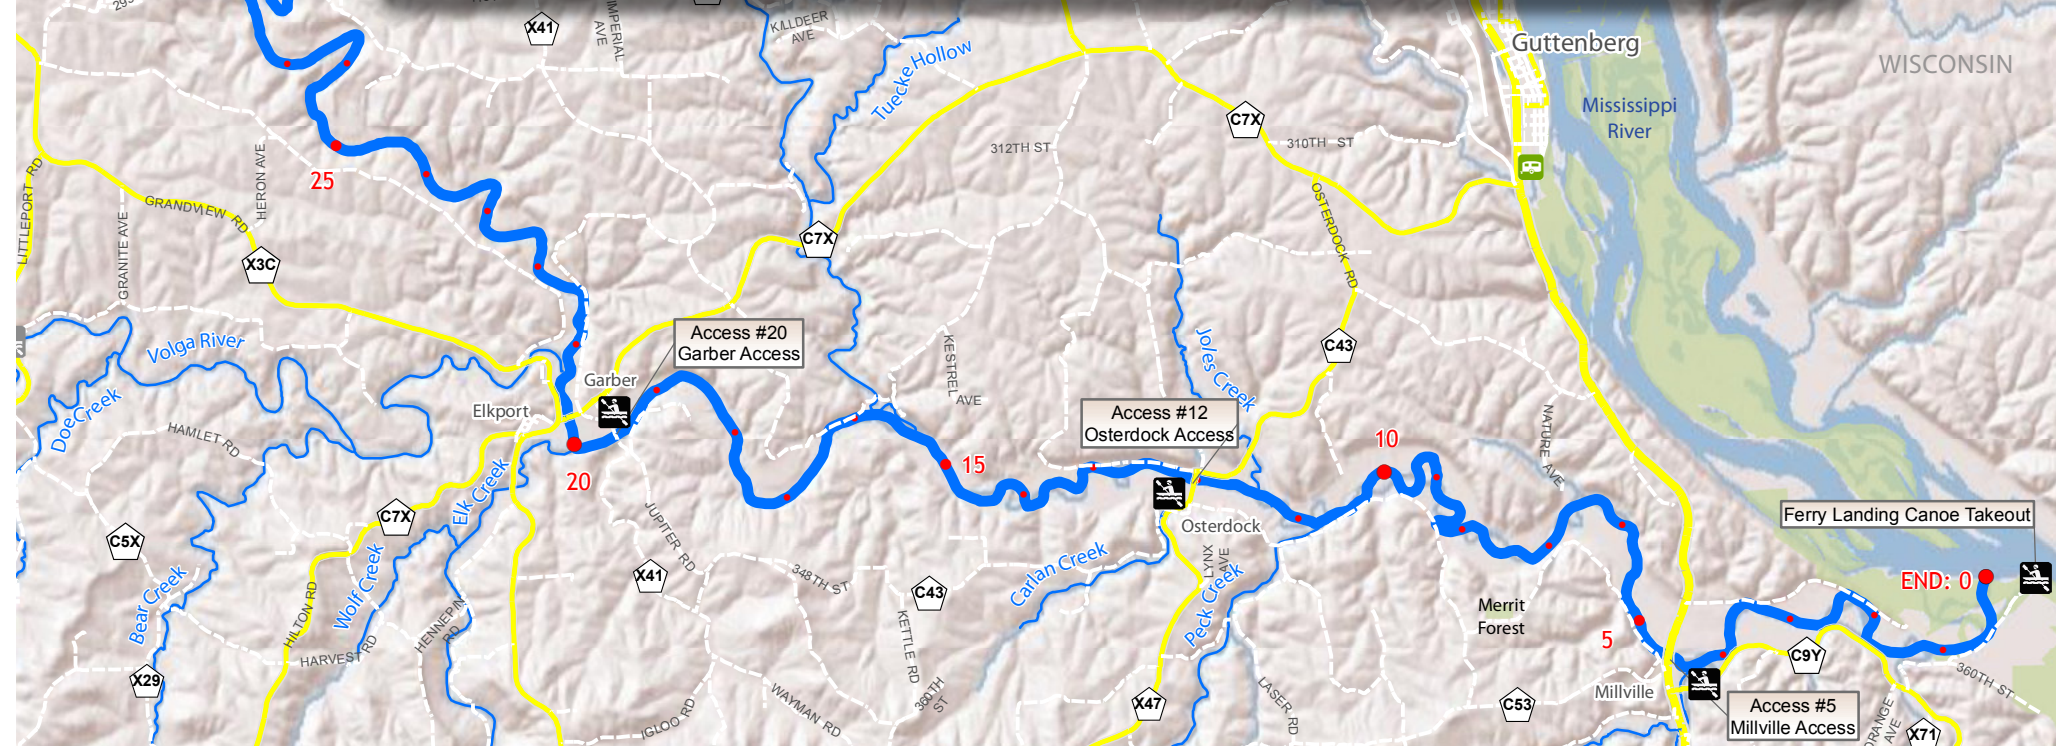 X41
IMPERIAL
AVE
KILLDEER
AVE
Tuecke Hollow
Guttenberg
WISCONSIN
Mississippi
River
C7X
310TH ST
312TH ST
25
LITTLEPORT RD
HERON AVE
GRANDVIEW RD
GRANITE AVE
X3C
C7X
OSTERDOCK RD
Volga River
Access #20
Garber Access
KESTREL
AVE
Joles Creek
C43
Garber
Elkport
Doe Creek
HAMLET RD
Access #12
Osterdock Access
NATURE AVE
10
15
20
Elk Creek
C7X
JUPITER RD
Osterdock
Ferry Landing Canoe Takeout
C5X
Wolf Creek
X41
348TH ST
C43
Carlan Creek
LYNX
AVE
Peck Creek
END: 0
Bear Creek
HILTON RD
HENNEPIN
RD
KETTLE RD
Merrit
Forest
5
HARVEST RD
C9Y
360TH ST
X29
IGLOO RD
WAYMAN RD
360TH
ST
X47
LASER RD
C53
Millville
Access #5
Millville Access
X71